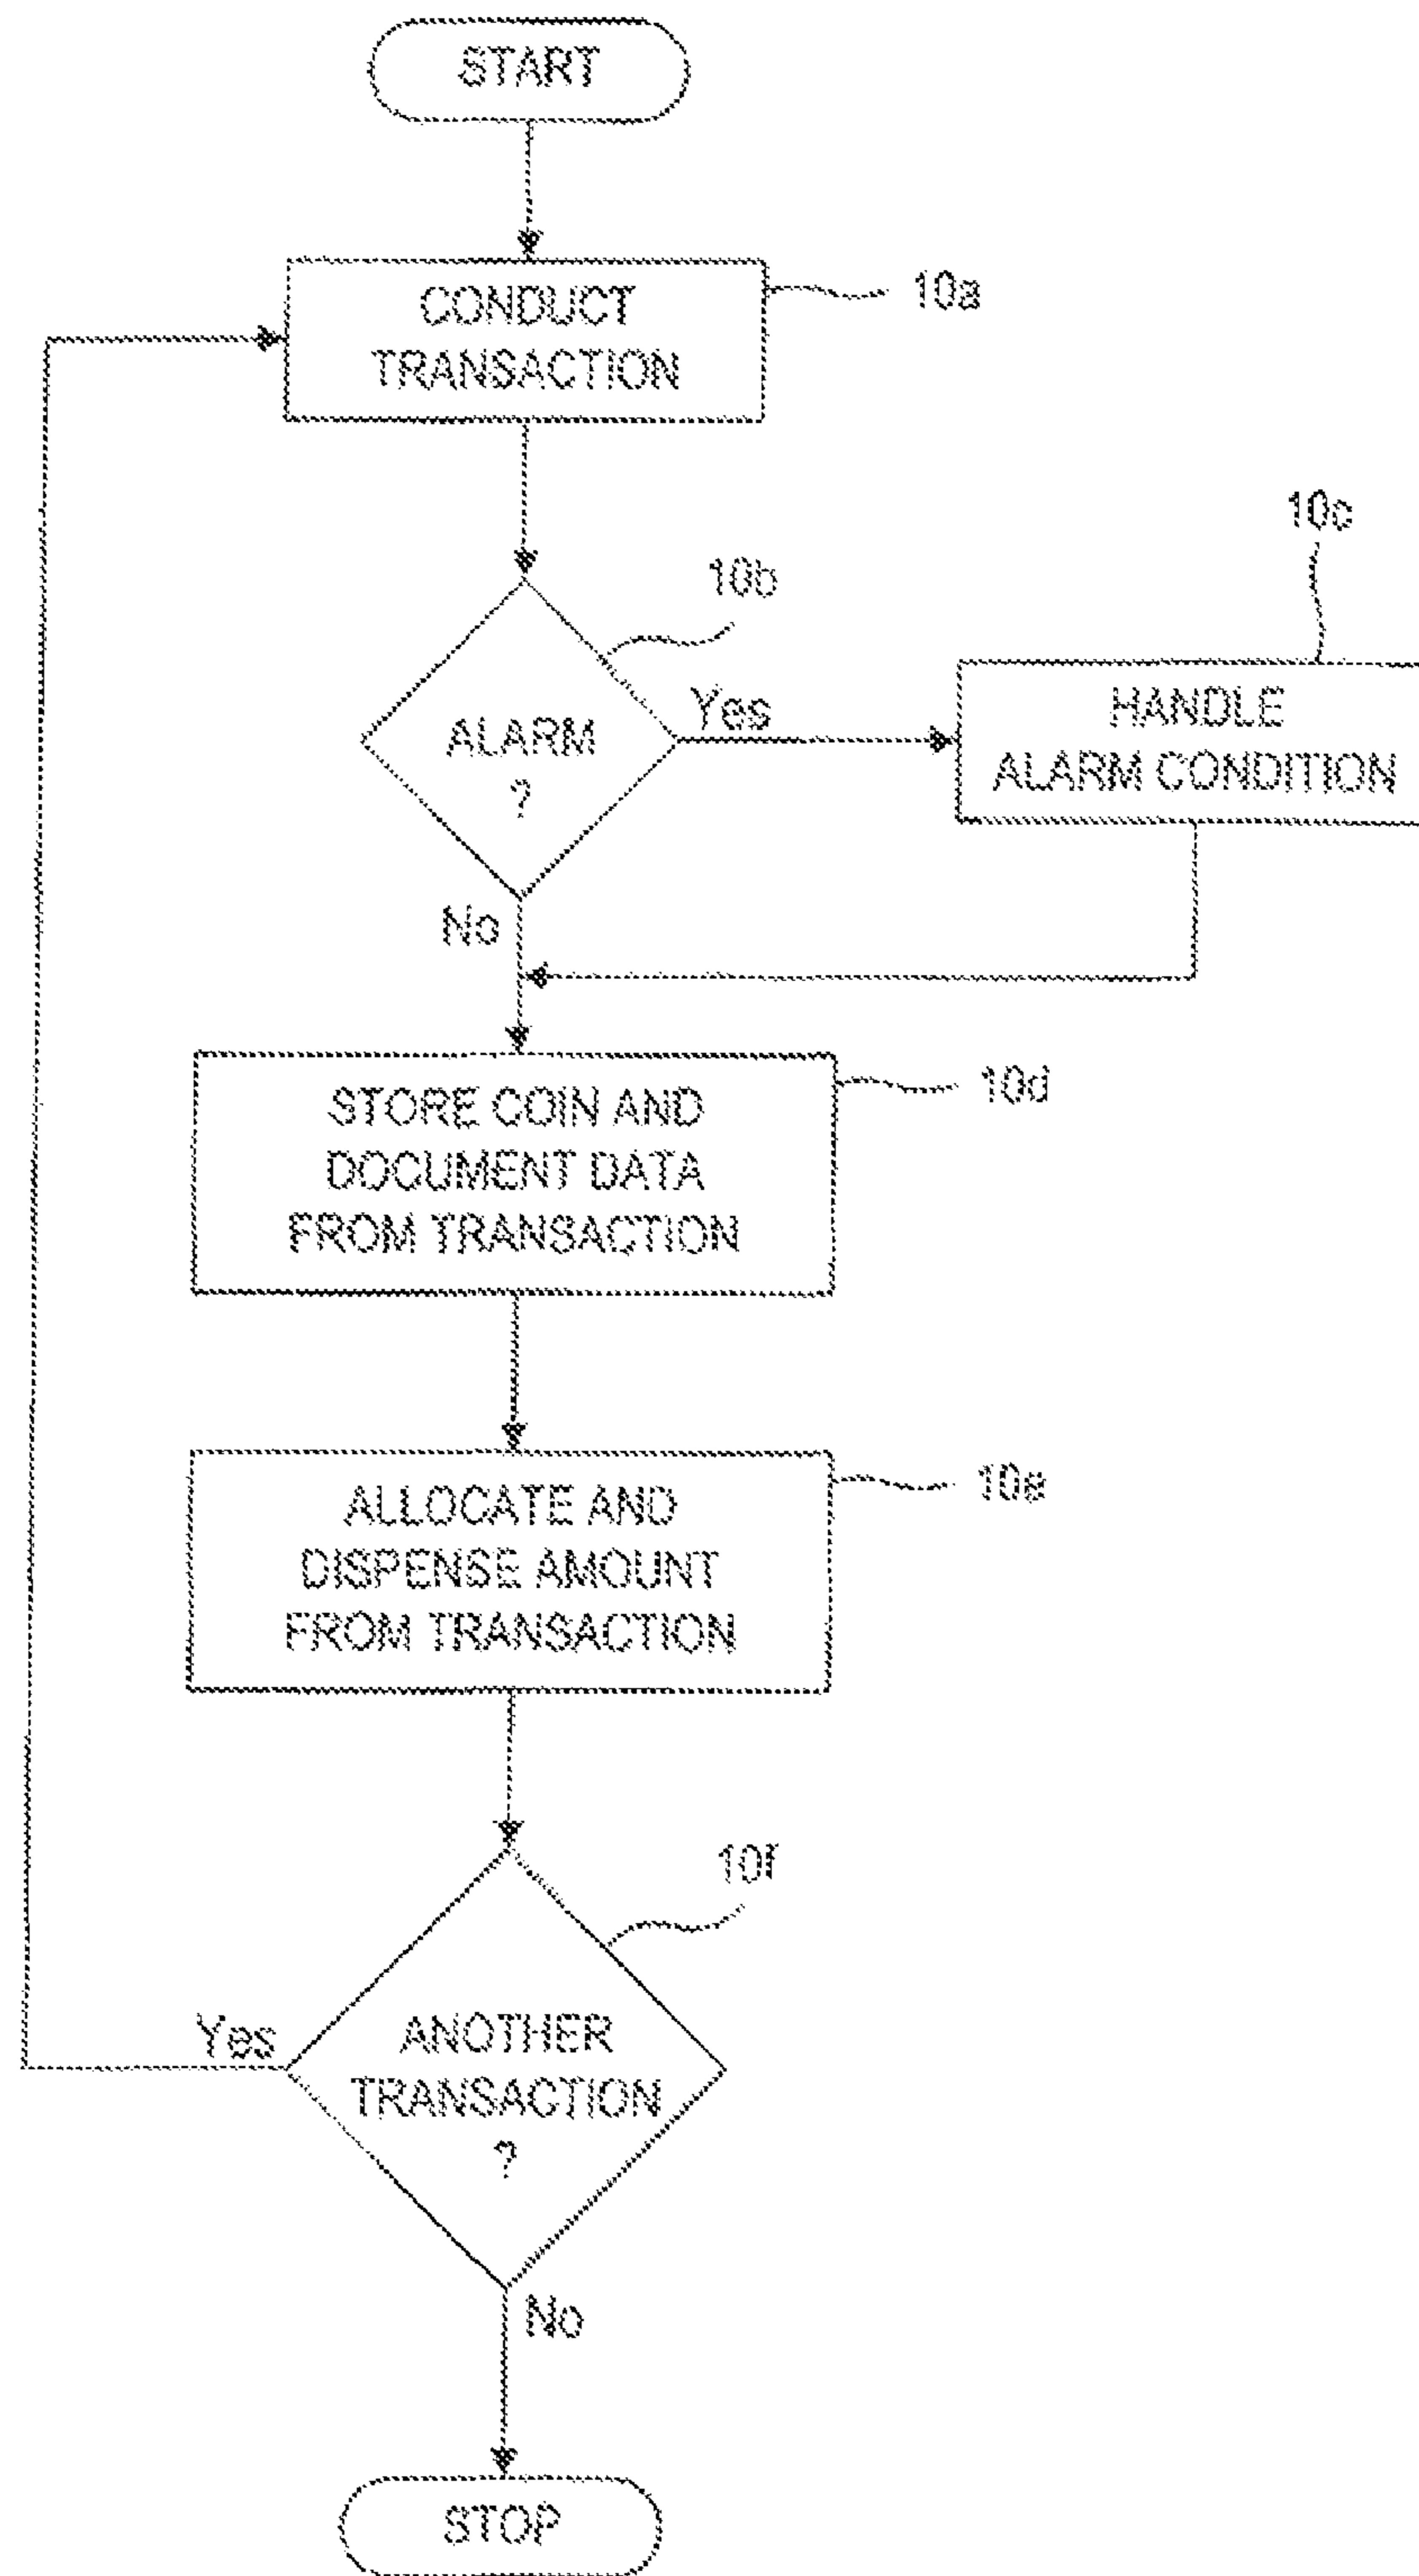 START
CONDUCT
TRANSACTION
10a
10b
10c
ALARM
?
Yes
HANDLE
ALARM CONDITION
No
STORE COIN AND
DOCUMENT DATA
FROM TRANSACTION
10d
ALLOCATE AND
DISPENSE AMOUNT
FROM TRANSACTION
10e
10f
Yes
ANOTHER
TRANSACTION
?
No
STOP